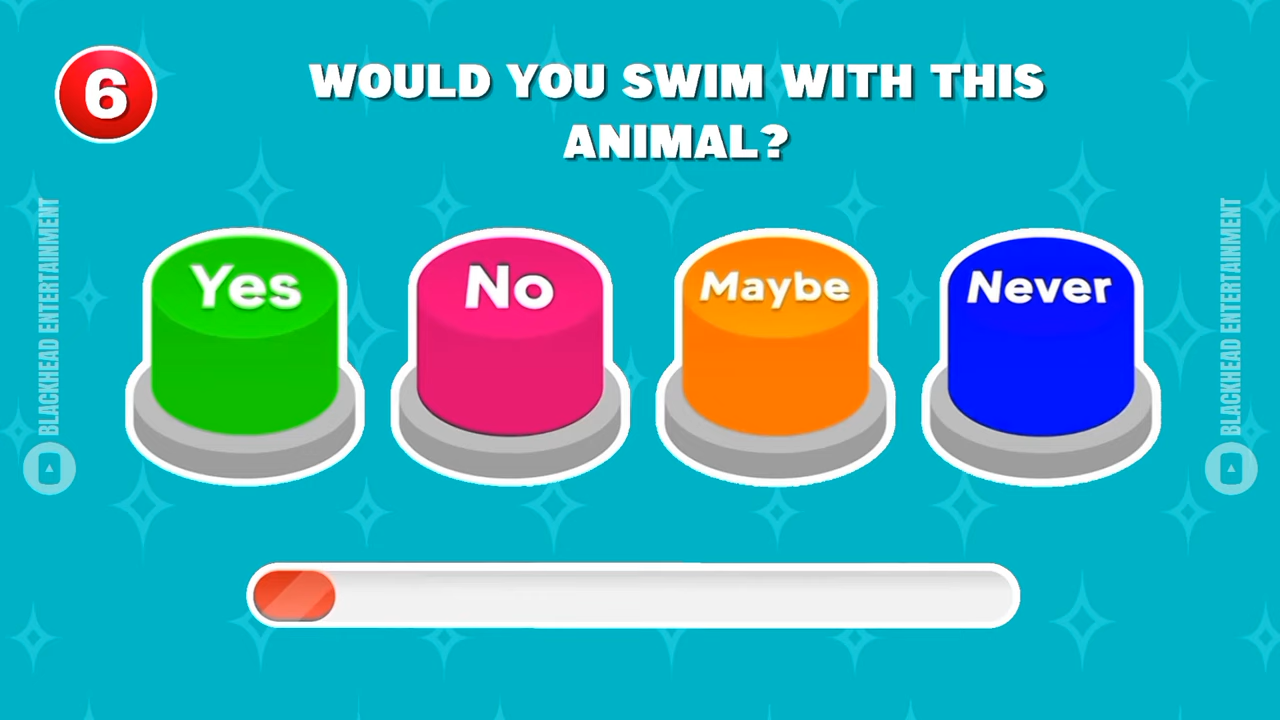 6
WOULD YOU SWIM WITH THIS
ANIMAL?
Yes
No
Maybe
Never
BLACKHEAD ENTERTAINMENT
BLACKHEAD ENTERTAINMENT